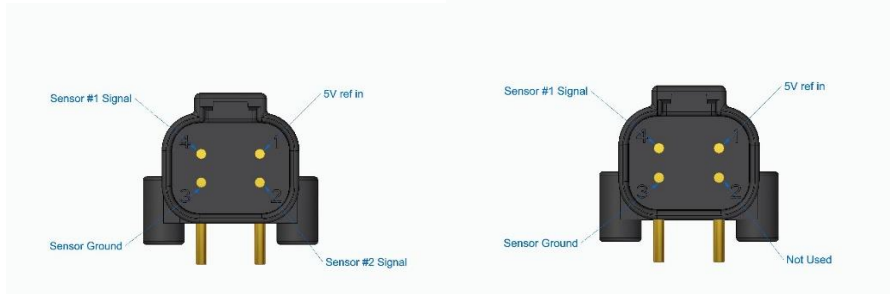 Sensor #1 Signal
5V ref in
4 1
3 2
Sensor Ground
Sensor #2 Signal
Sensor #1 Signal
5V ref in
4 1
3 2
Sensor Ground
Not Used